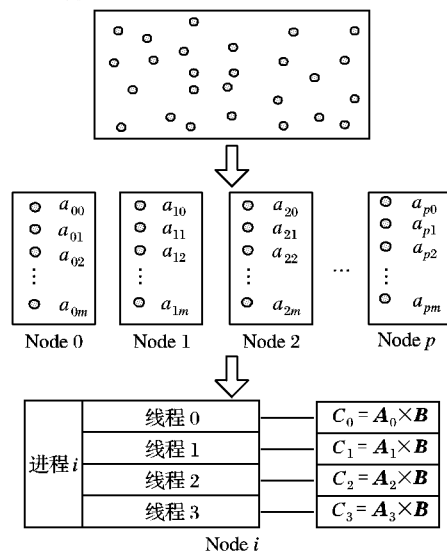 a₀₀ a₁₀ a₂₀ aₚ₀
a₀₁ a₁₁ a₂₁ aₚ₁
a₀₂ a₁₂ a₂₂ aₚ₂
⋮ ⋮ ⋮ ⋮ ⋮ ⋮ … ⋮ ⋮
a₀ₘ a₁ₘ a₂ₘ aₚₘ
Node 0 Node 1 Node 2 Node p
进程 i
线程 0 C₀ = A₀×B
线程 1 C₁ = A₁×B
线程 2 C₂ = A₂×B
线程 3 C₃ = A₃×B
Node i